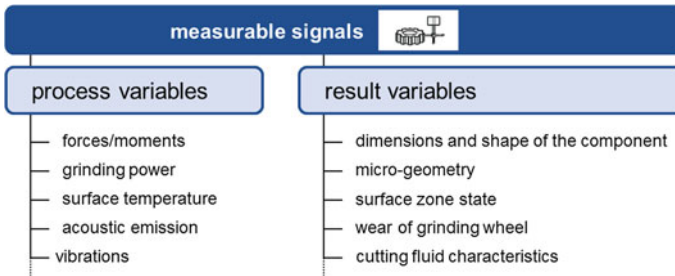 measurable signals
process variables
forces/moments
grinding power
surface temperature
acoustic emission
vibrations
result variables
dimensions and shape of the component
micro-geometry
surface zone state
wear of grinding wheel
cutting fluid characteristics